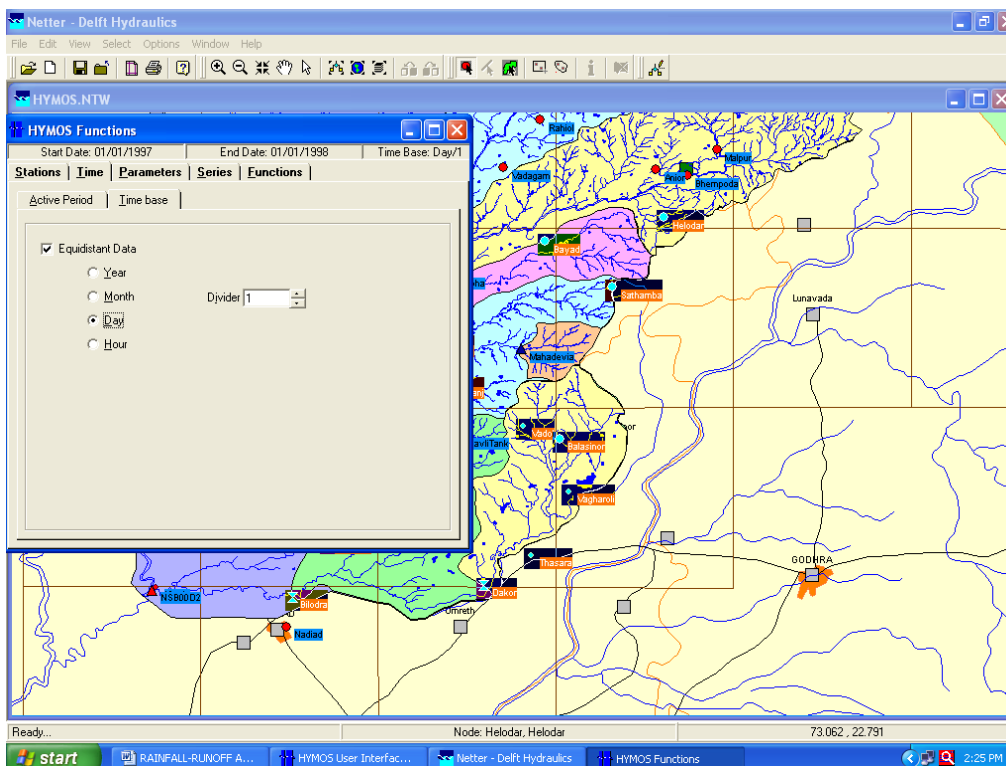 Netter - Delft Hydraulics
File Edit View Select Options Window Help
HYMOS.NTW
HYMOS Functions
Start Date: 01/01/1997 End Date: 01/01/1998 Time Base: Day/1
Stations Time Parameters Series Functions
Active Period Time base
Equidistant Data
Year
Month Divider 1
Day
Hour
Rahiol
Malpur
Vadagam
Anior
Bhempoda
Helodar
Bayad
Sathamba
Lunavada
Mahadevia
Vado
Balasinor
Vagharoli
Thasara
GODHRA
Dakor
NSB00D2
Bilodra
Umreth
Nadiad
Ready... Node: Helodar, Helodar 73.062 , 22.791
start RAINFALL-RUNOFF A... HYMOS User Interfac... Netter - Delft Hydraulics HYMOS Functions 2:25 PM